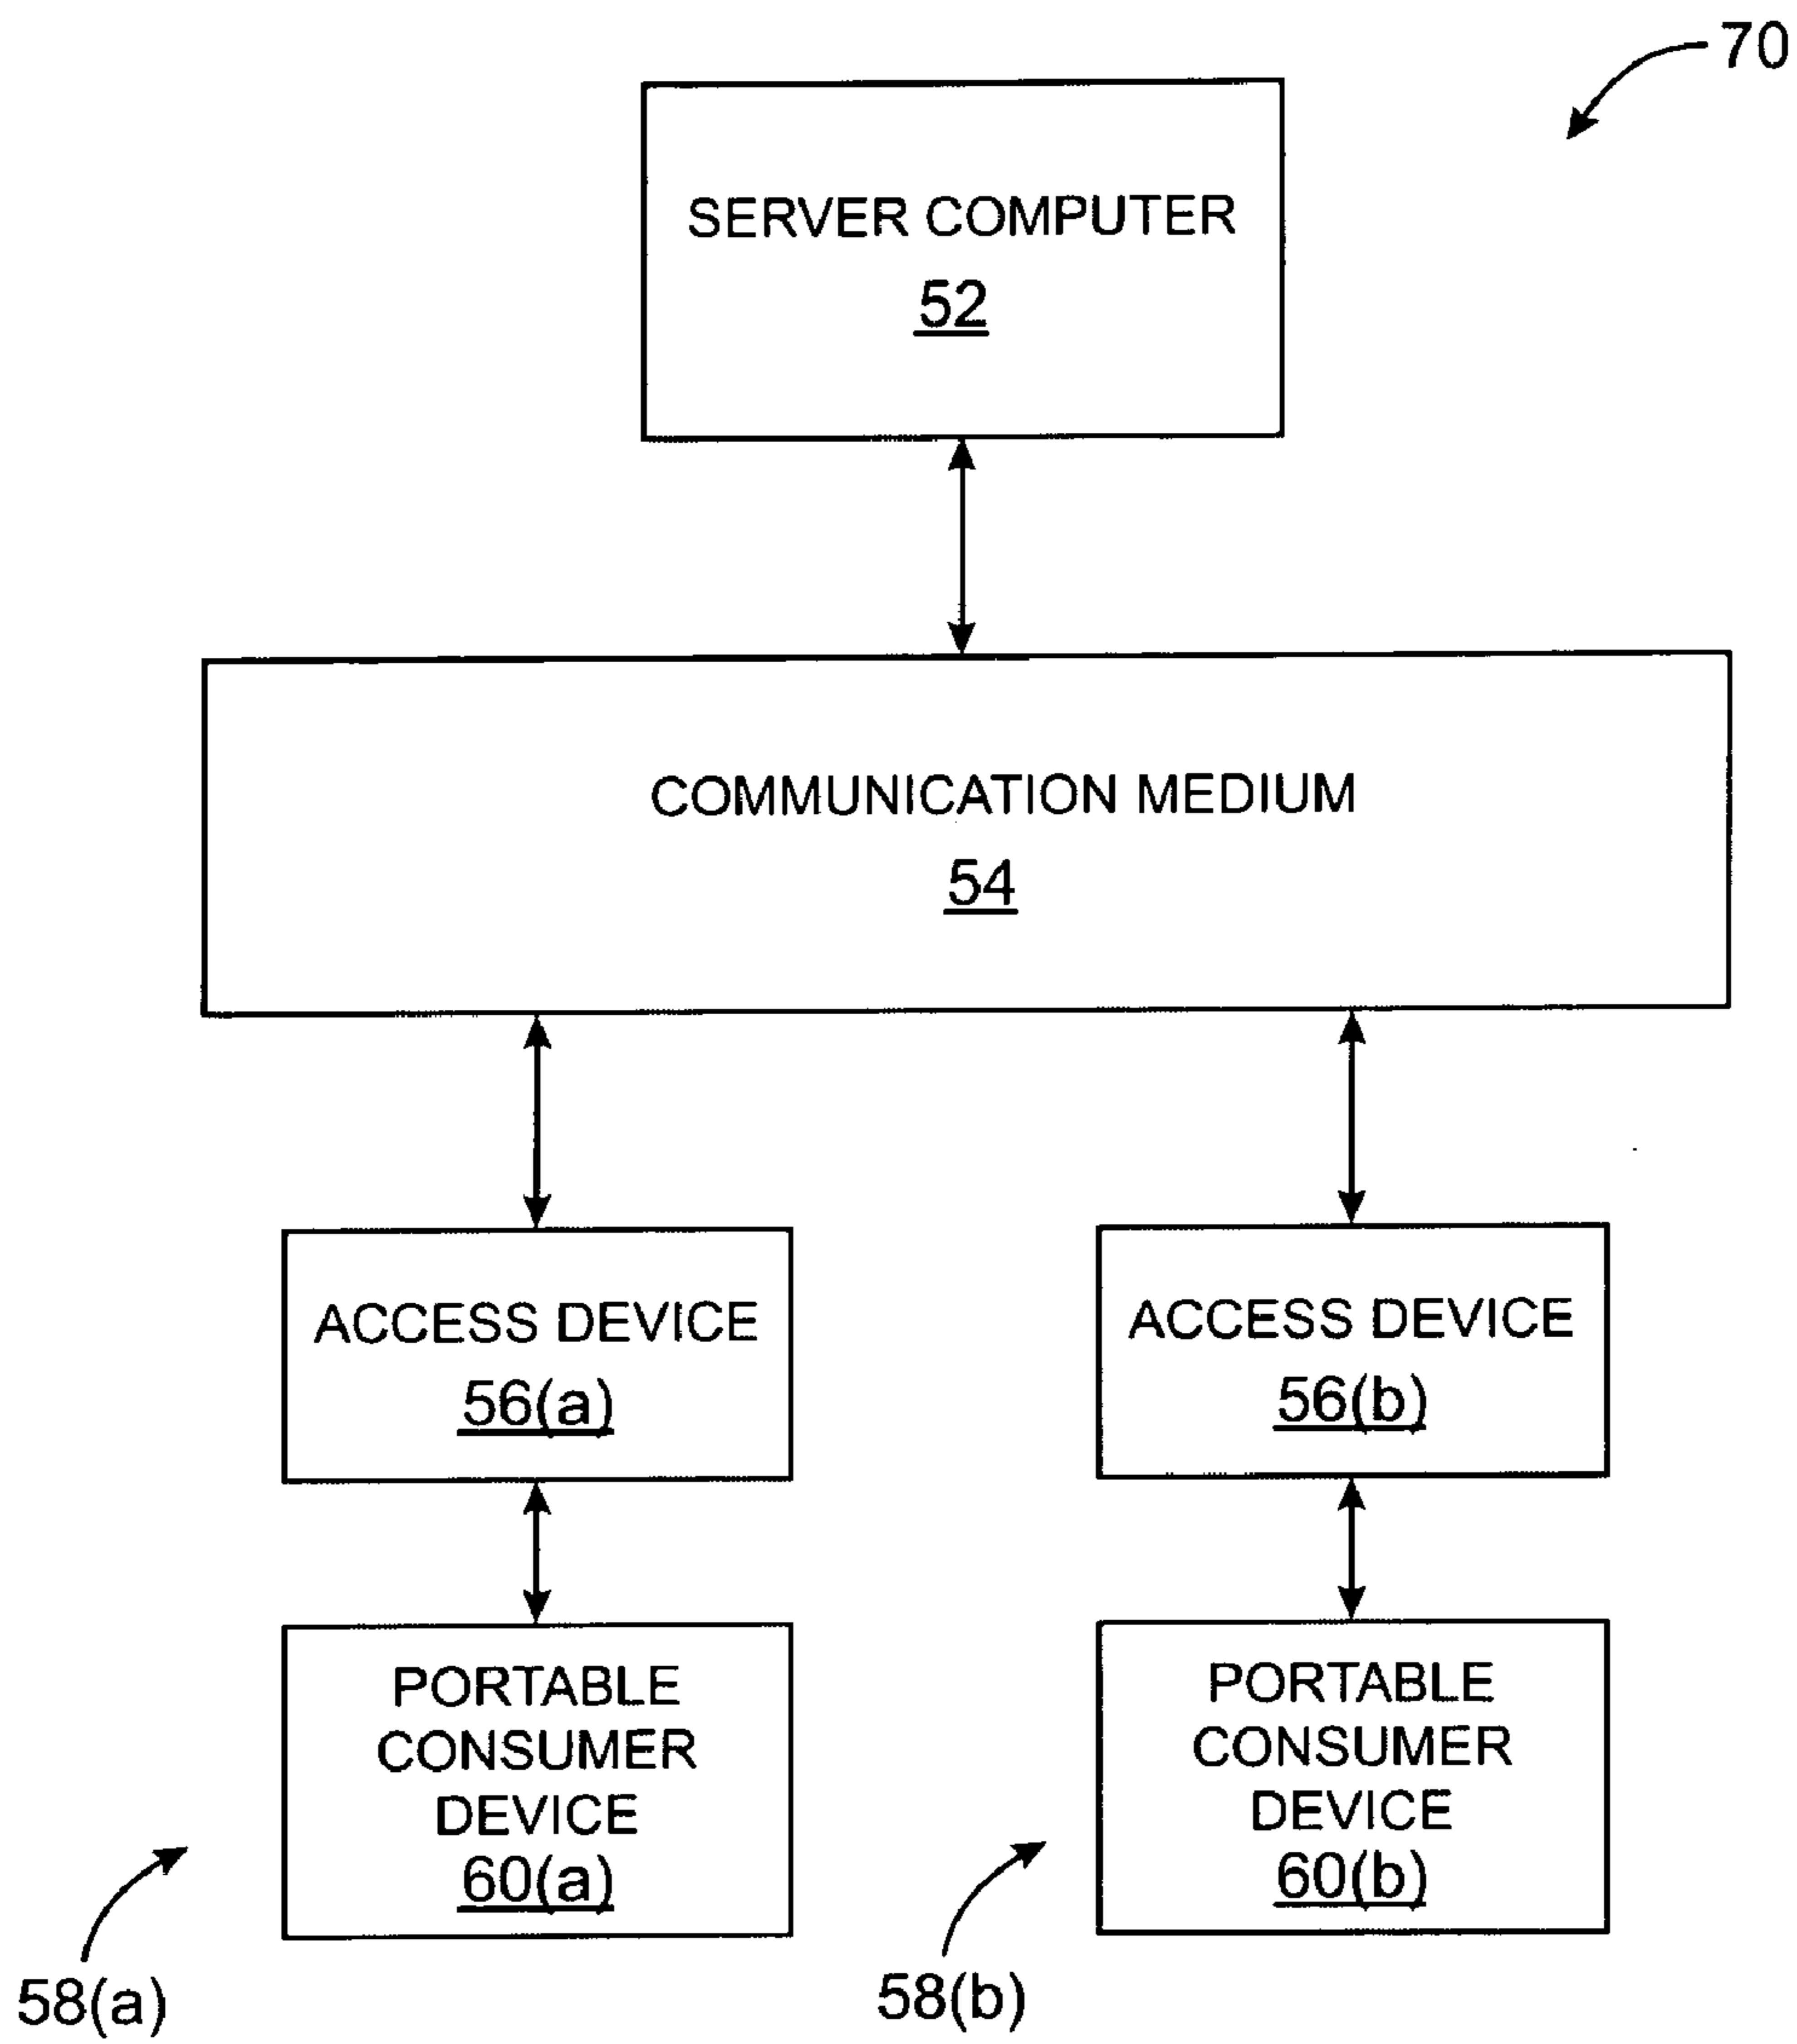 70
SERVER COMPUTER
52
COMMUNICATION MEDIUM
54
ACCESS DEVICE
56(a)
ACCESS DEVICE
56(b)
PORTABLE
CONSUMER
DEVICE
60(a)
PORTABLE
CONSUMER
DEVICE
60(b)
58(a)
58(b)